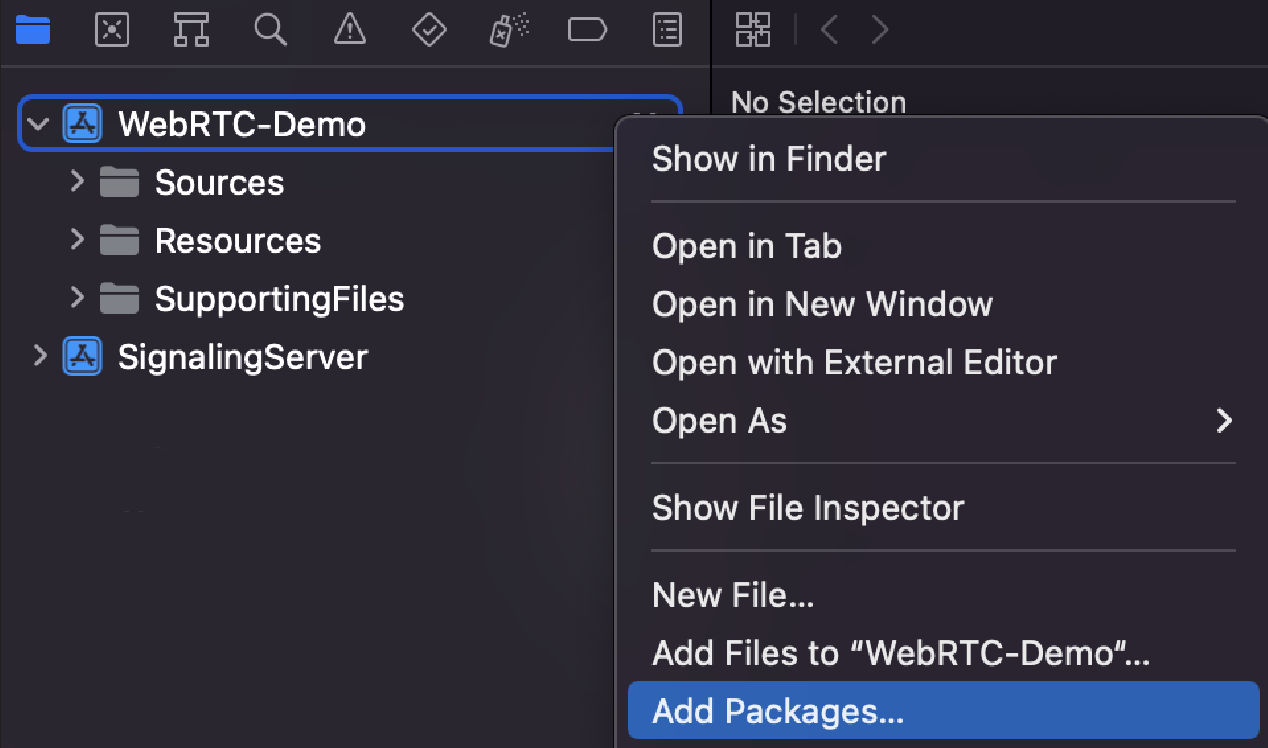 No Selection
WebRTC-Demo
Sources
Resources
SupportingFiles
SignalingServer
Show in Finder
Open in Tab
Open in New Window
Open with External Editor
Open As
Show File Inspector
New File...
Add Files to “WebRTC-Demo“...
Add Packages...